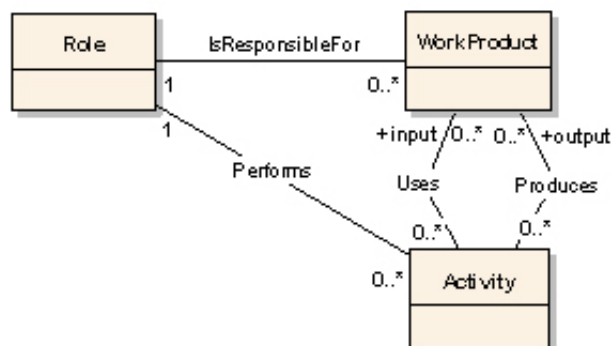 Role
IsResponsibleFor
WorkProduct
1
0..*
1
+input
0..*
0..*
+output
Performs
Uses
Produces
0..*
0..*
0..*
Activity